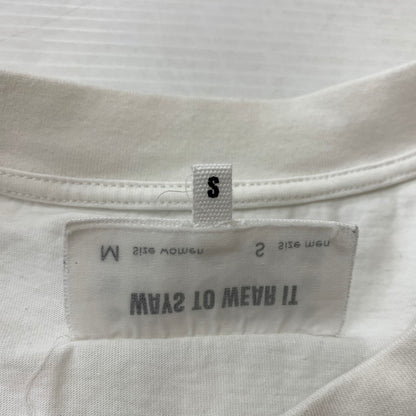 S
WAYS TO WEAR IT
M Size women S Size men